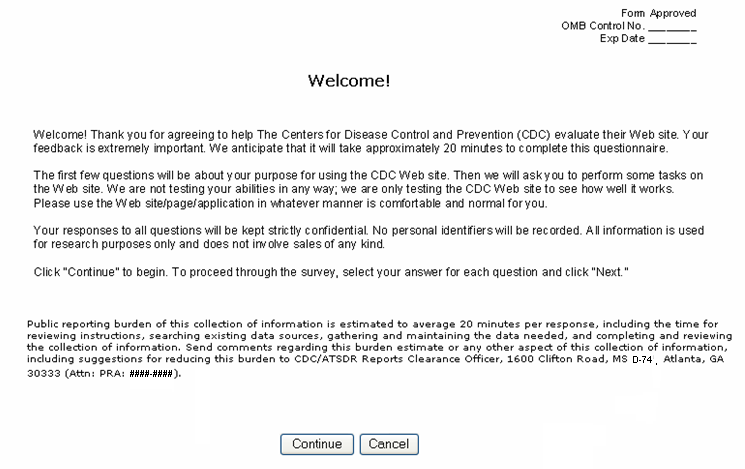 Form Approved
OMB Control No. ________
Exp Date ________
Welcome!
Welcome! Thank you for agreeing to help The Centers for Disease Control and Prevention (CDC) evaluate their Web site. Your
feedback is extremely important. We anticipate that it will take approximately 20 minutes to complete this questionnaire.
The first few questions will be about your purpose for using the CDC Web site. Then we will ask you to perform some tasks on
the Web site. We are not testing your abilities in any way; we are only testing the CDC Web site to see how well it works.
Please use the Web site/page/application in whatever manner is comfortable and normal for you.
Your responses to all questions will be kept strictly confidential. No personal identifiers will be recorded. All information is used
for research purposes only and does not involve sales of any kind.
Click "Continue" to begin. To proceed through the survey, select your answer for each question and click "Next."
Public reporting burden of this collection of information is estimated to average 20 minutes per response, including the time for
reviewing instructions, searching existing data sources, gathering and maintaining the data needed, and completing and reviewing
the collection of information. Send comments regarding this burden estimate or any other aspect of this collection of information,
including suggestions for reducing this burden to CDC/ATSDR Reports Clearance Officer, 1600 Clifton Road, MS D-74 , Atlanta, GA
30333 (Attn: PRA: ####-####).
Continue Cancel